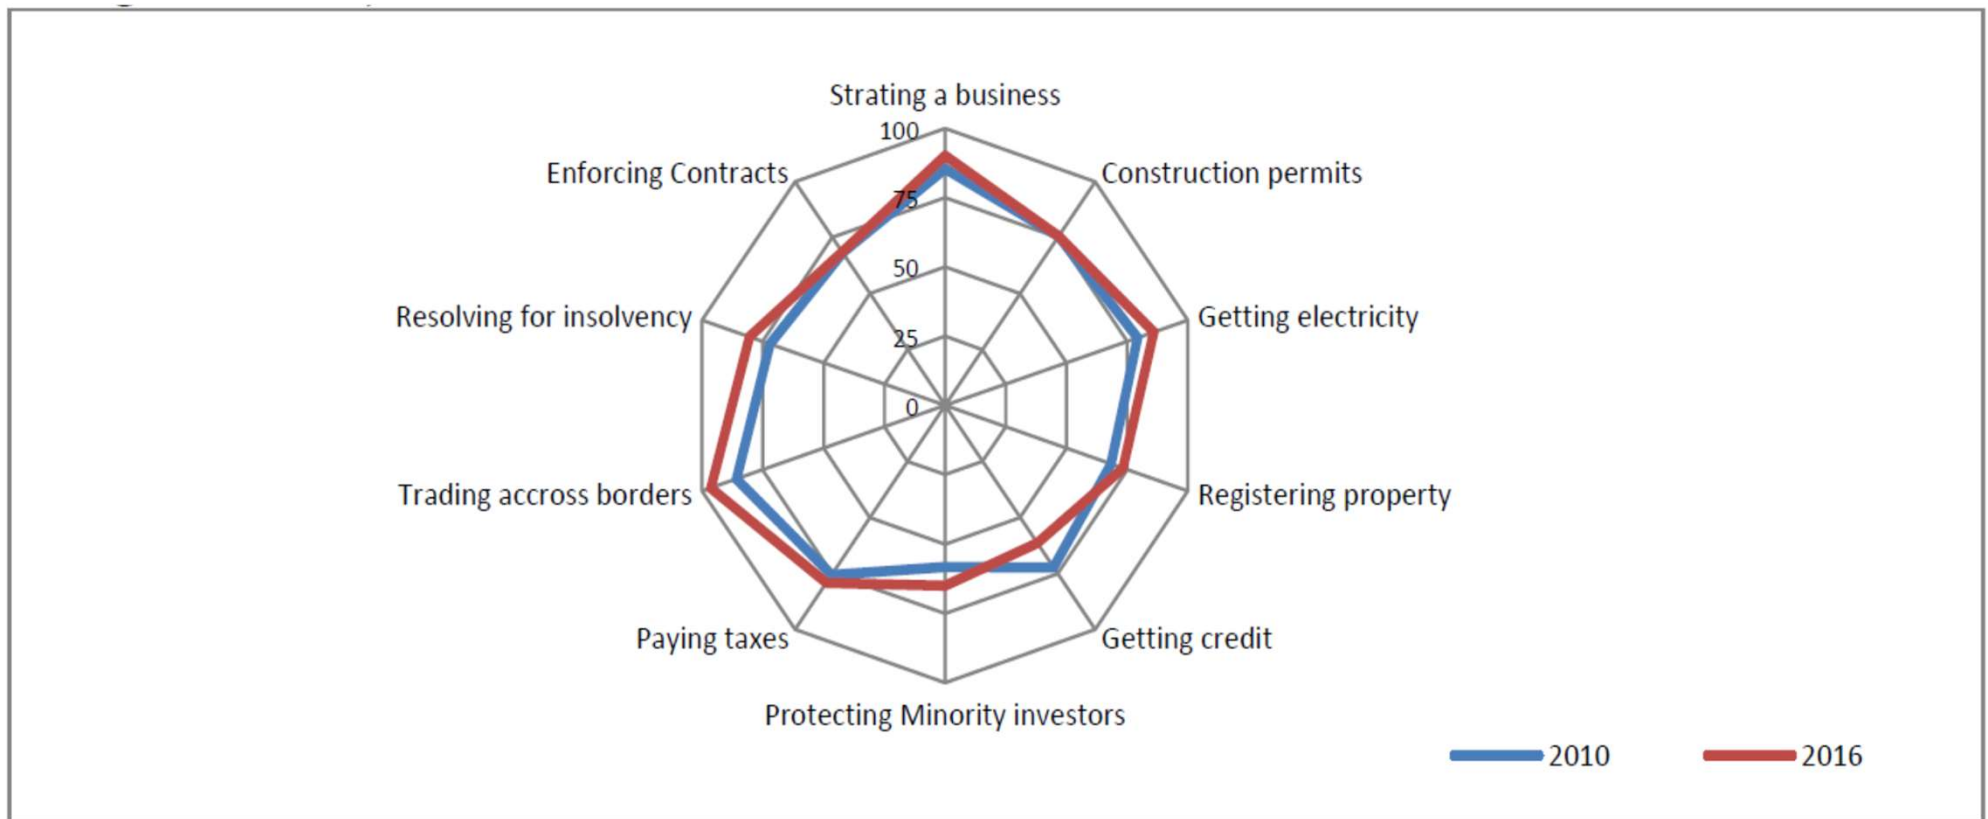 Strating a business
100
Enforcing Contracts
Construction permits
75
50
Resolving for insolvency
Getting electricity
25
0
Trading accross borders
Registering property
Paying taxes
Getting credit
Protecting Minority investors
2010
2016